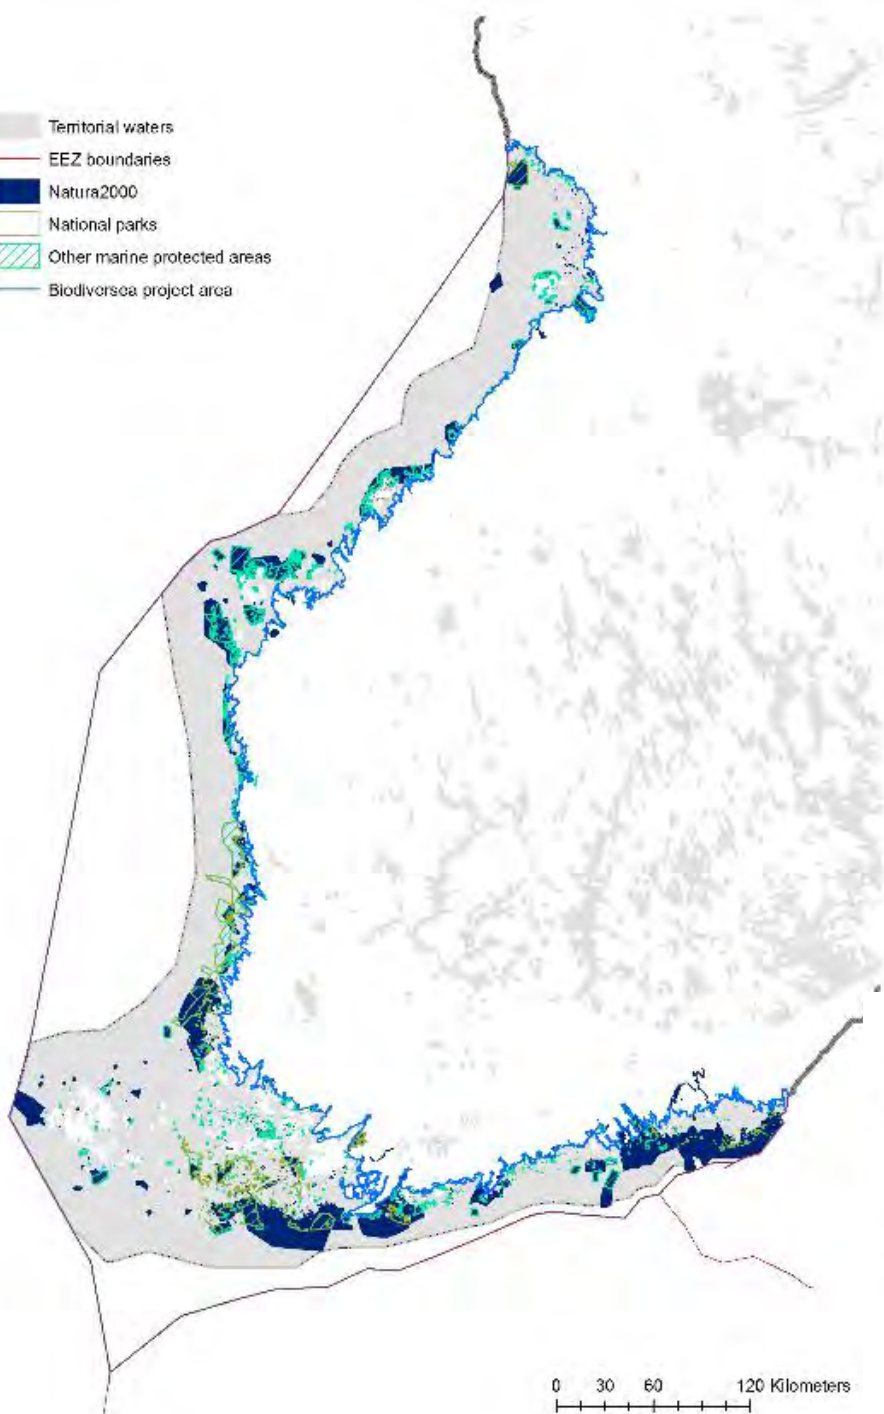 Territorial waters
EEZ boundaries
Natura2000
National parks
Other marine protected areas
Biodiversea project area
0 30 60 120 Kilometers